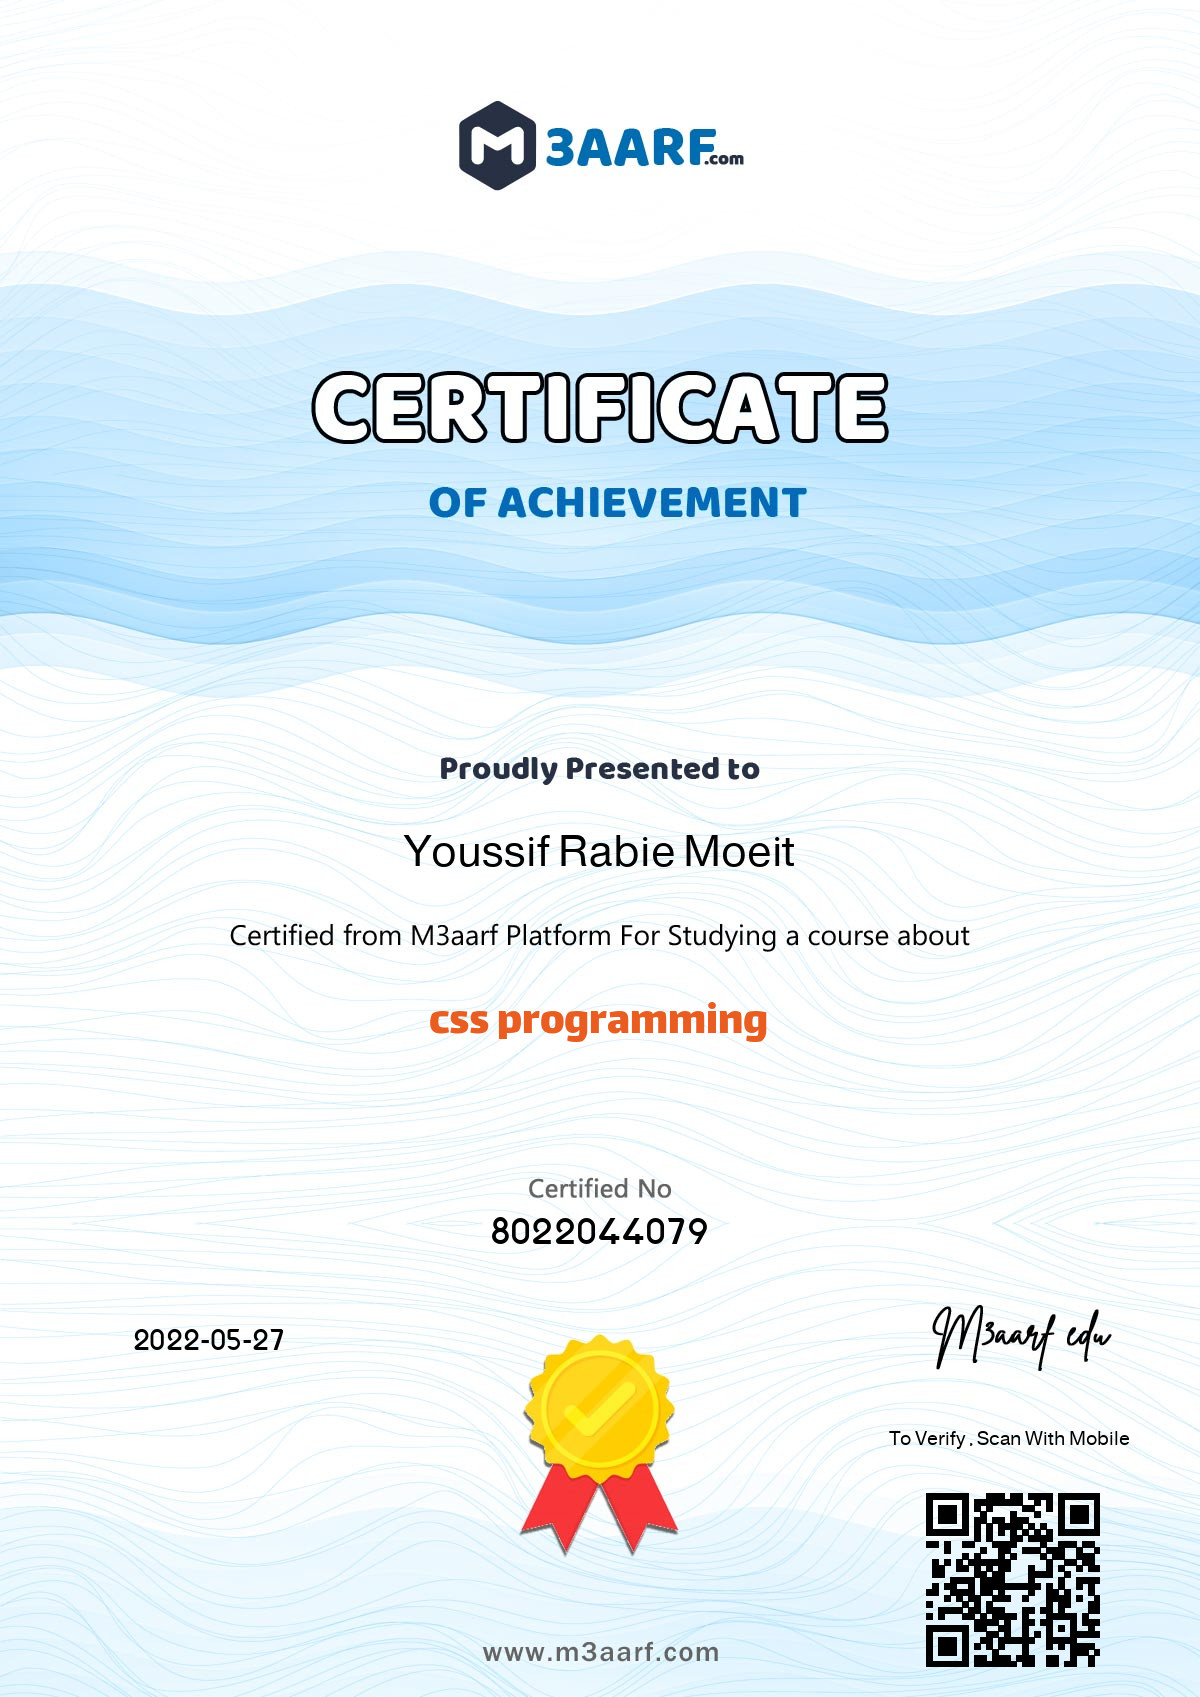 M3AARF.com
CERTIFICATE
OF ACHIEVEMENT
Proudly Presented to
Youssif Rabie Moeit
Certified from M3aarf Platform For Studying a course about
css programming
Certified No
8022044079
2022-05-27
M3aarf edu
To Verify , Scan With Mobile
www.m3aarf.com